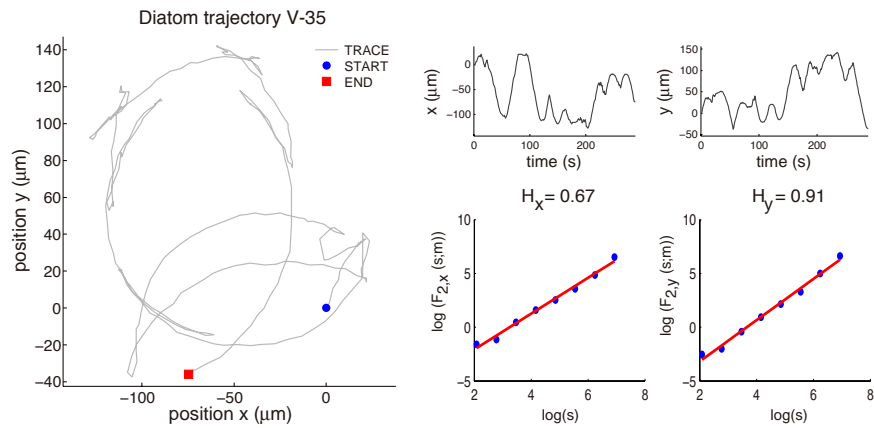 Diatom trajectory V-35
140
120
100
80
60
40
20
0
−20
−40
−100
−50
0
position y (μm)
position x (μm)
TRACE
START
END
0
−50
−100
0
100
200
x (μm)
time (s)
150
100
50
0
50
0
100
200
y (μm)
time (s)
Hx= 0.67
10
5
0
−5
2
4
6
8
log (F2,x (s;m))
log(s)
Hy= 0.91
10
5
0
−5
2
4
6
8
log (F2,y (s;m))
log(s)